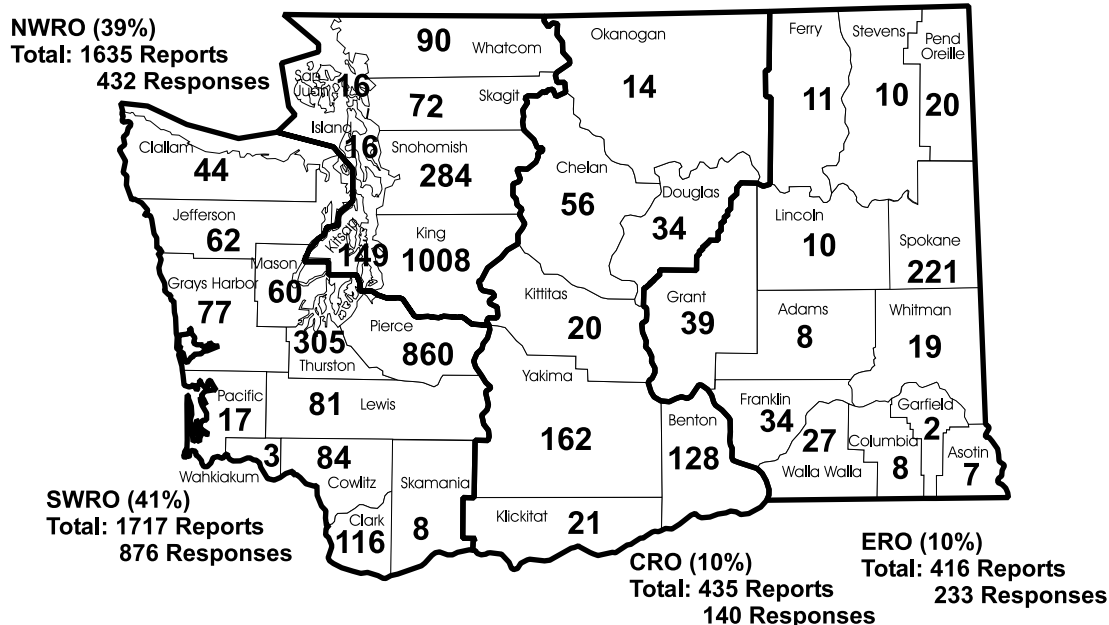 NWRO (39%)
Total: 1635 Reports
432 Responses
90
Whatcom
Okanogan
14
Ferry
11
Stevens
10
Pend
Oreille
20
San
Juan
16
72
Skagit
Island
16
Snohomish
284
Clallam
44
Chelan
56
Douglas
34
Jefferson
62
Kitsap
149
King
1008
Lincoln
10
Spokane
221
Mason
60
Grays Harbor
77
Kittitas
20
Grant
39
Adams
8
Whitman
19
305
Thurston
Pierce
860
Yakima
162
Pacific
17
81
Lewis
Benton
128
Franklin
34
27
Walla Walla
Columbia
8
Garfield
2
Asotin
7
3
Wahkiakum
84
Cowlitz
Skamania
8
Clark
116
Klickitat
21
SWRO (41%)
Total: 1717 Reports
876 Responses
CRO (10%)
Total: 435 Reports
140 Responses
ERO (10%)
Total: 416 Reports
233 Responses